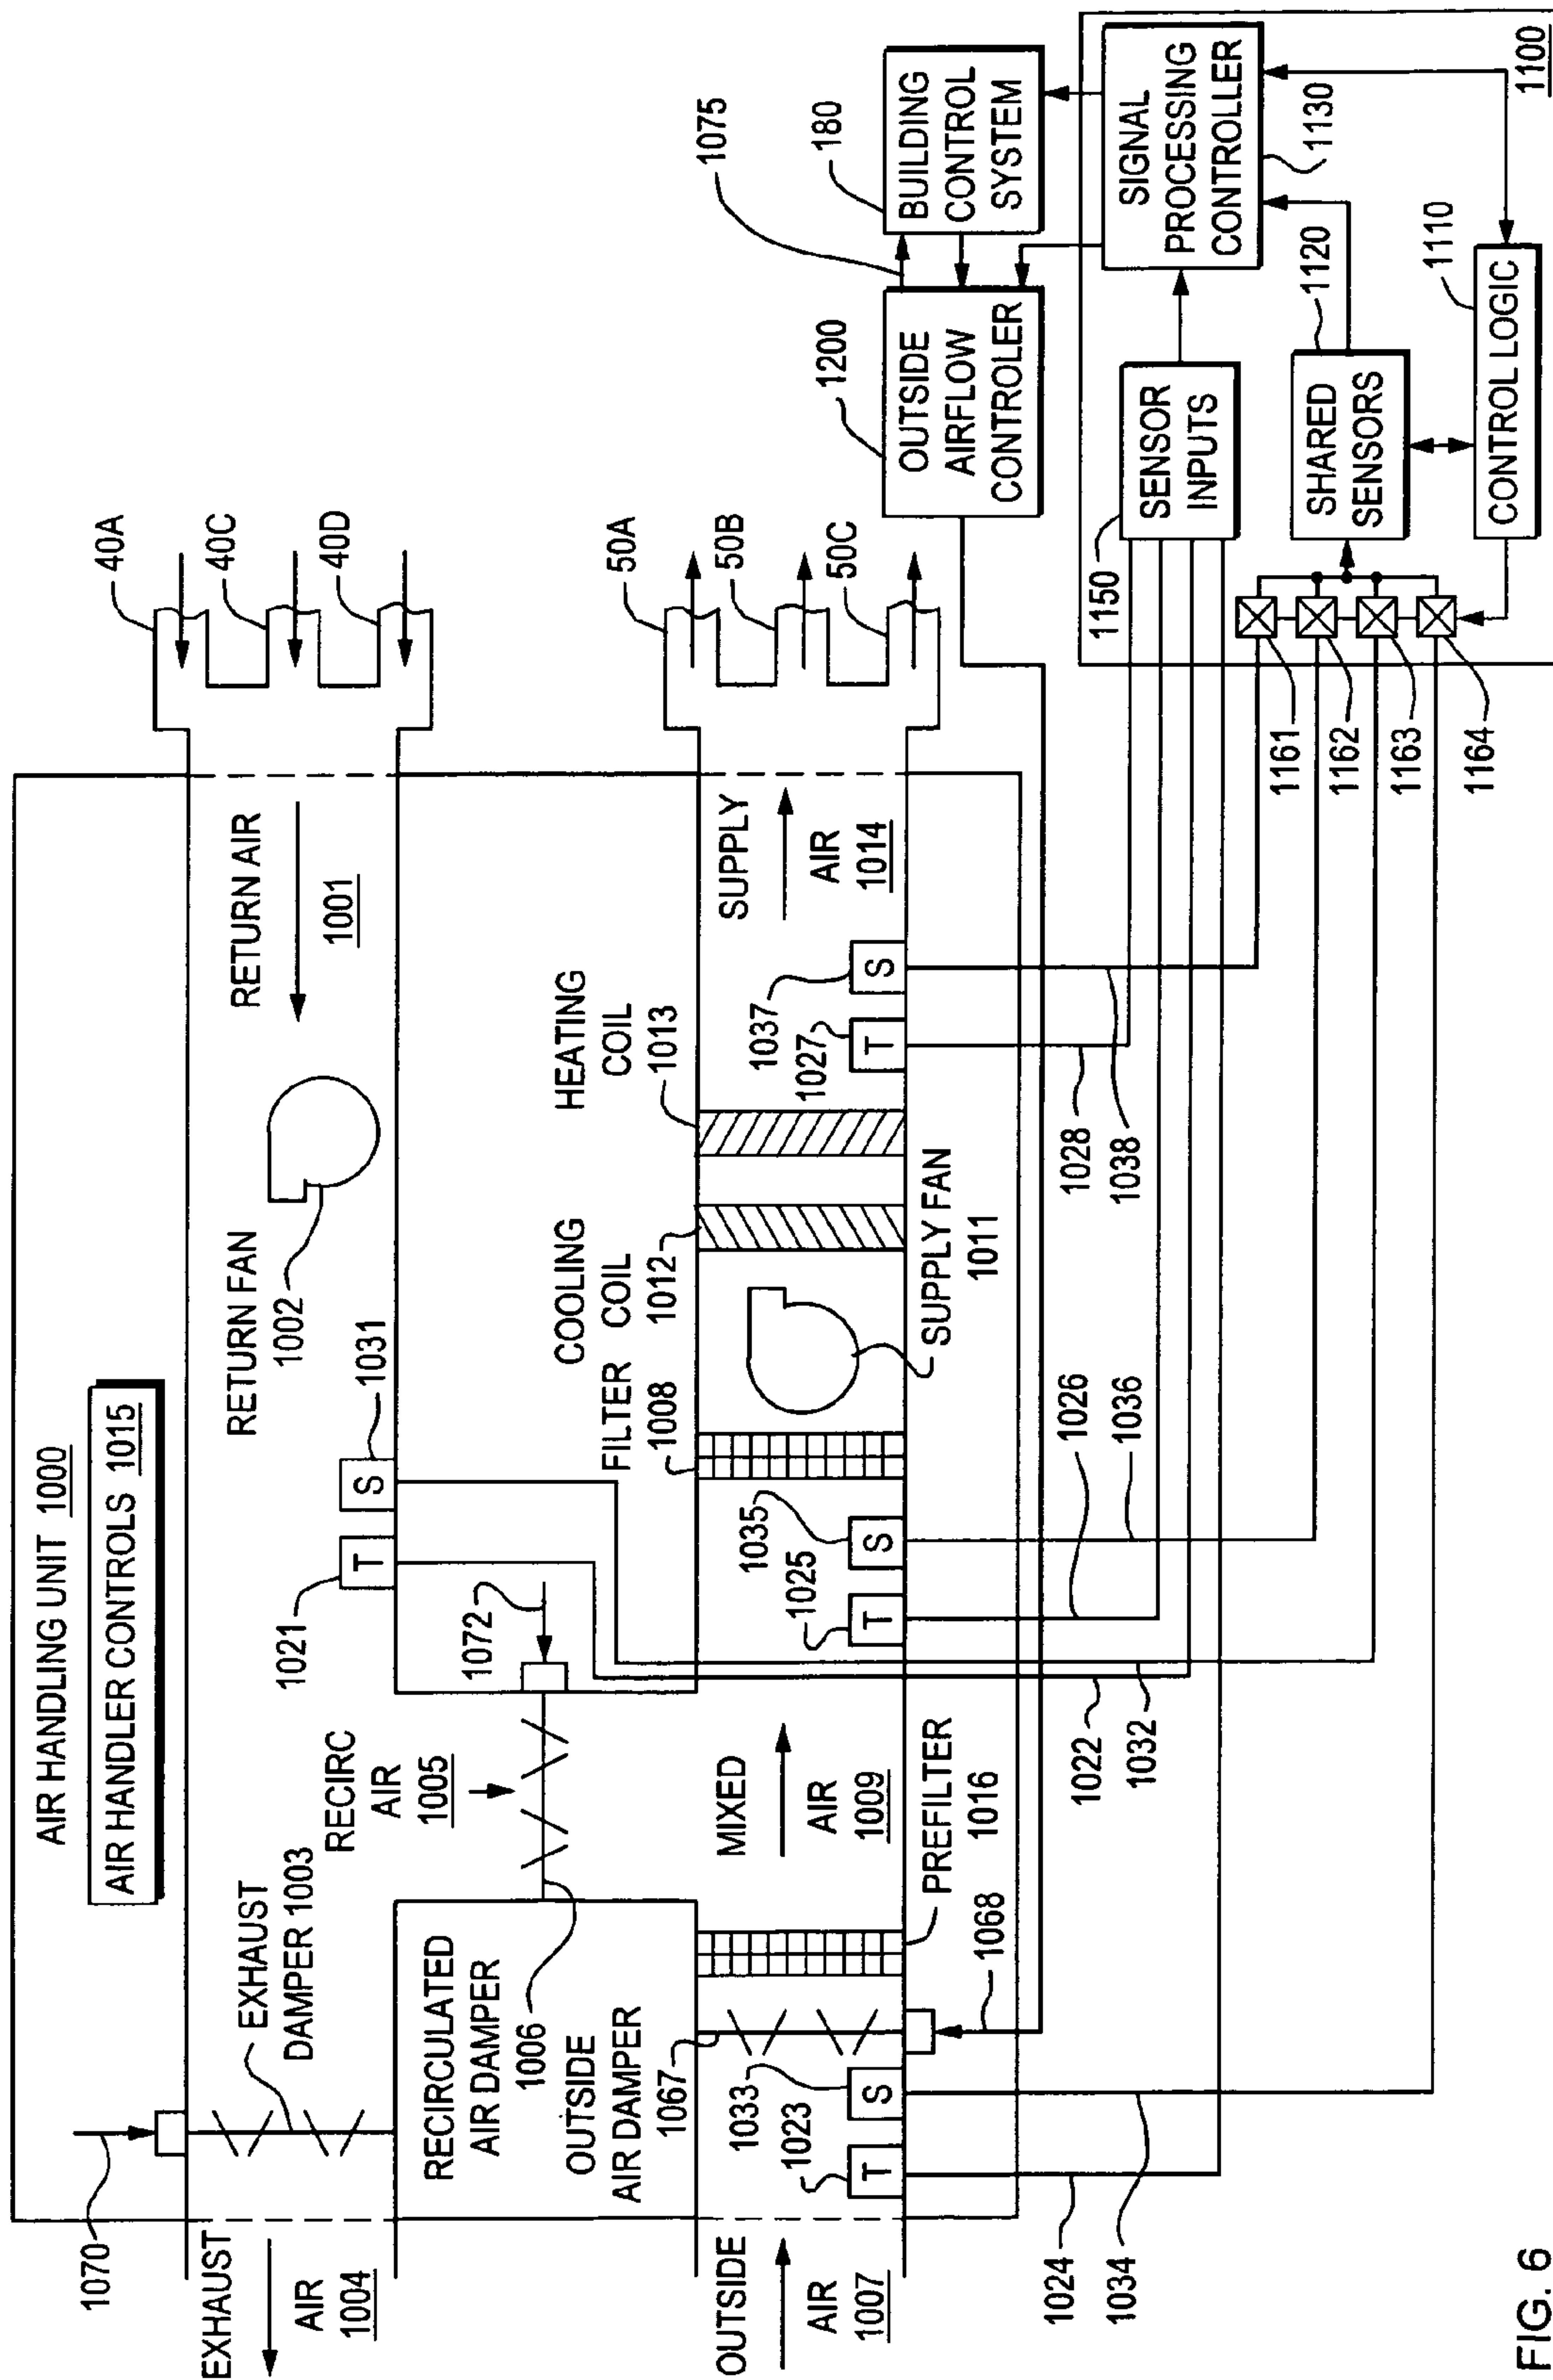 AIR HANDLING UNIT 1000
AIR HANDLER CONTROLS 1015
1070
EXHAUST
DAMPER 1003
EXHAUST
AIR
1004
RETURN FAN
1002
RETURN AIR
1001
40A
40C
40D
1021
T
S
1031
RECIRC
AIR
1005
1072
RECIRCULATED
AIR DAMPER
1006
OUTSIDE
AIR DAMPER
1067
1033
1023
T
S
OUTSIDE
AIR
1007
MIXED
AIR
1009
PREFILTER
1016
1068
FILTER
1008
1035
1025
T
S
COOLING
COIL
1012
HEATING
COIL
1013
SUPPLY FAN
1011
1037
1027
T
S
SUPPLY
AIR
1014
50A
50B
50C
1024
1034
1022
1032
1026
1036
1028
1038
1200
OUTSIDE
AIRFLOW
CONTROLER
1075
180
BUILDING
CONTROL
SYSTEM
1150
SENSOR
INPUTS
SIGNAL
PROCESSING
CONTROLLER
1130
1120
SHARED
SENSORS
1110
CONTROL LOGIC
1161
1162
1163
1164
1100
FIG. 6